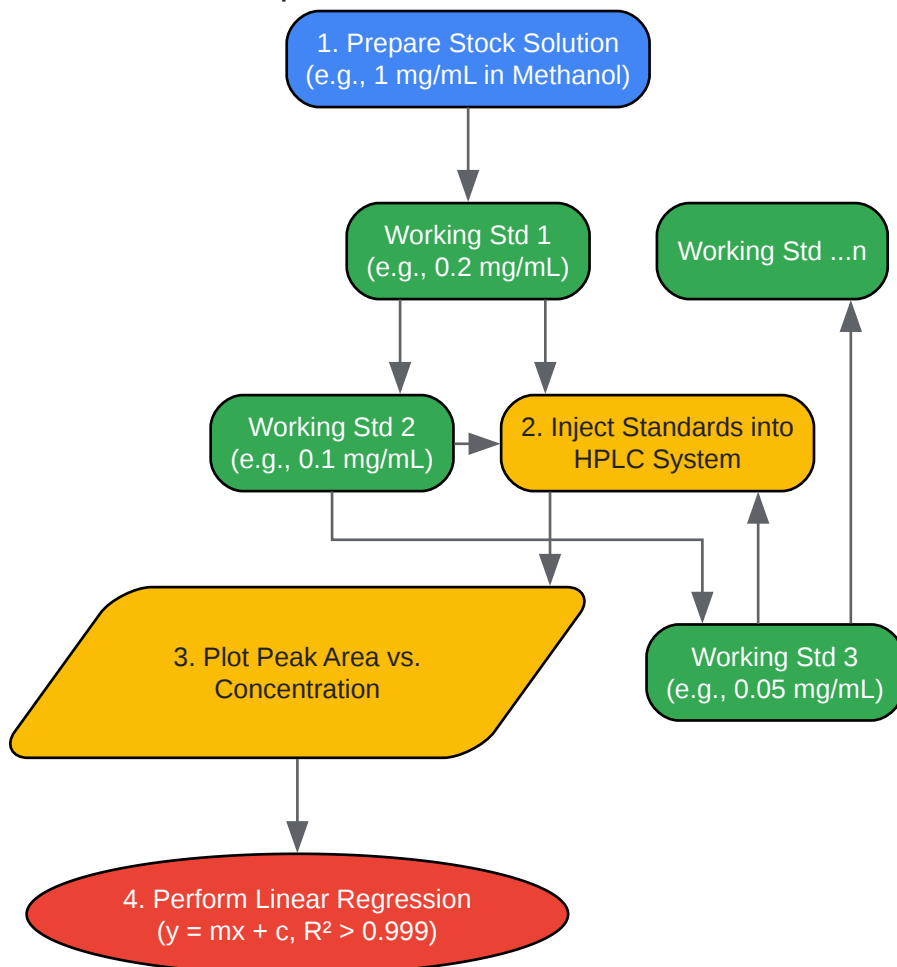 1. Prepare Stock Solution
(e.g., 1 mg/mL in Methanol)
Working Std 1
(e.g., 0.2 mg/mL)
Working Std ...n
Working Std 2
(e.g., 0.1 mg/mL)
2. Inject Standards into
HPLC System
3. Plot Peak Area vs.
Concentration
Working Std 3
(e.g., 0.05 mg/mL)
4. Perform Linear Regression
(y = mx + c, R² > 0.999)